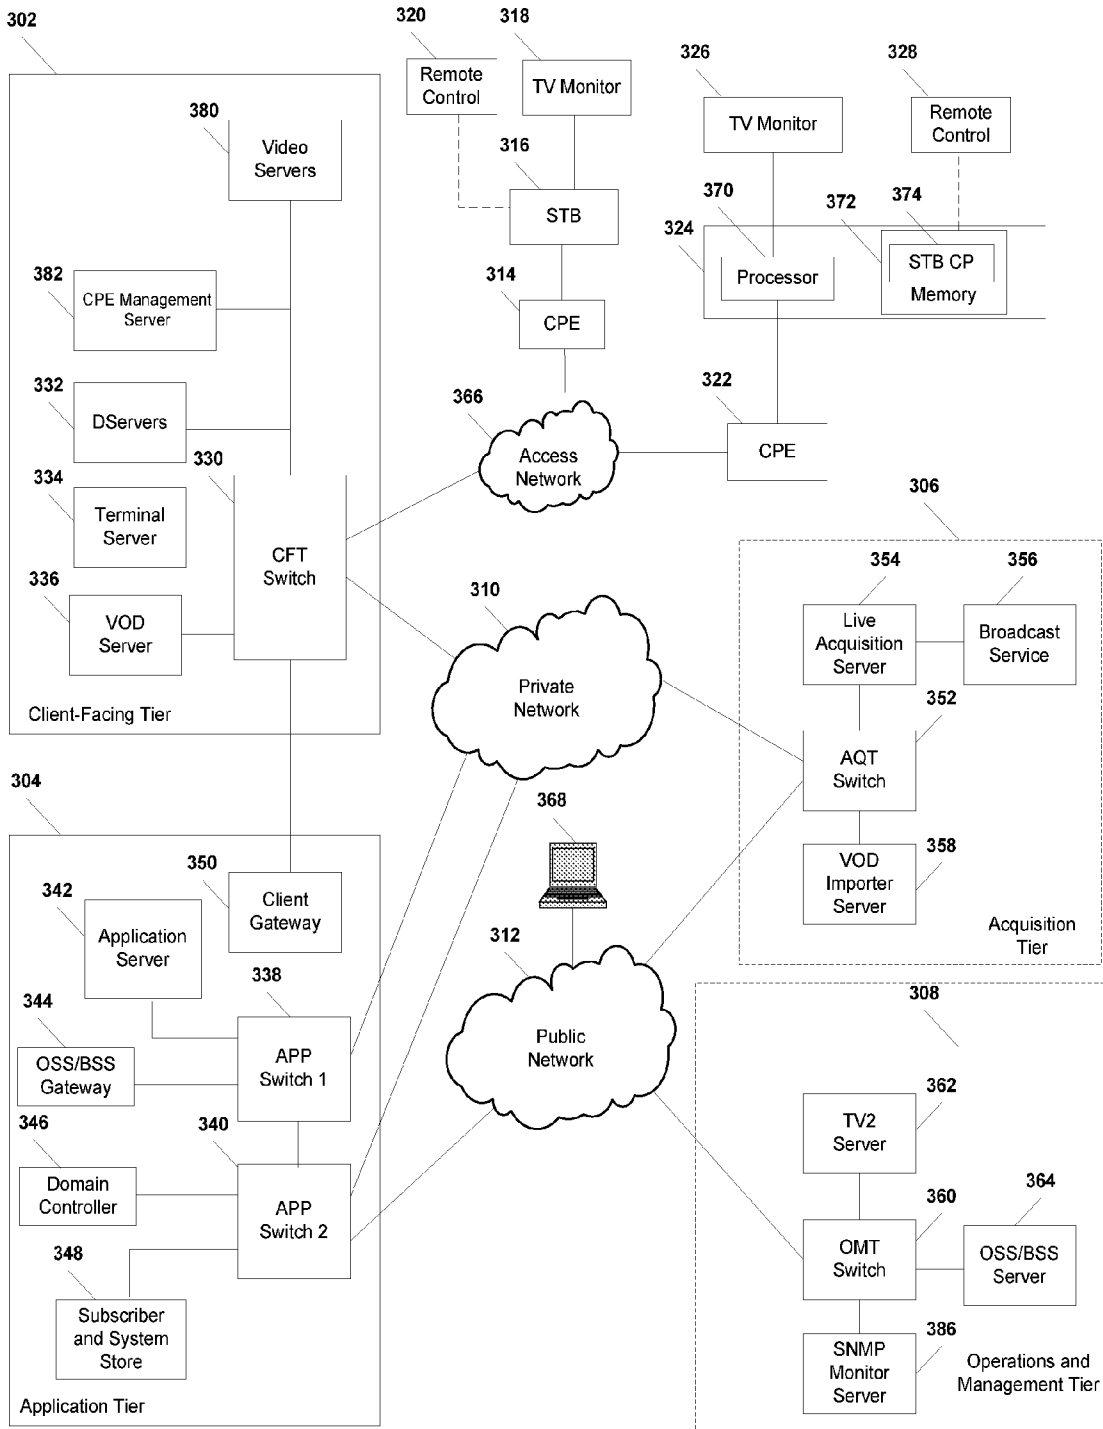 302
320
318
326
328
380
Video
Servers
Remote
Control
TV Monitor
TV Monitor
Remote
Control
316
STB
370
372
374
324
Processor
STB CP
Memory
382
CPE Management
Server
314
CPE
332
DServers
330
366
Access
Network
322
CPE
334
Terminal
Server
CFT
Switch
336
VOD
Server
Client-Facing Tier
310
Private
Network
306
354
356
Live
Acquisition
Server
Broadcast
Service
352
AQT
Switch
358
VOD
Importer
Server
Acquisition
Tier
304
350
Client
Gateway
342
Application
Server
368
312
Public
Network
338
APP
Switch 1
344
OSS/BSS
Gateway
346
Domain
Controller
340
APP
Switch 2
348
Subscriber
and System
Store
Application Tier
308
362
TV2
Server
360
364
OMT
Switch
OSS/BSS
Server
386
SNMP
Monitor
Server
Operations and
Management Tier